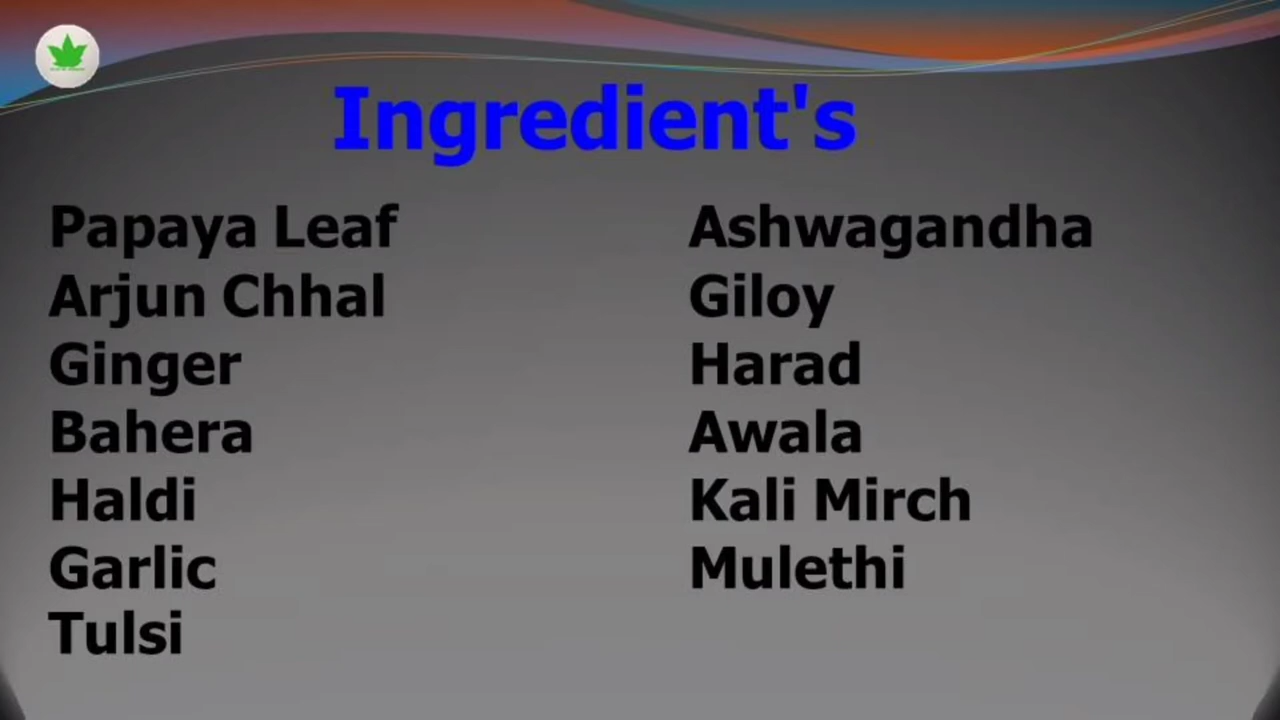 Ingredient's
Papaya Leaf
Arjun Chhal
Ginger
Bahera
Haldi
Garlic
Tulsi
Ashwagandha
Giloy
Harad
Awala
Kali Mirch
Mulethi